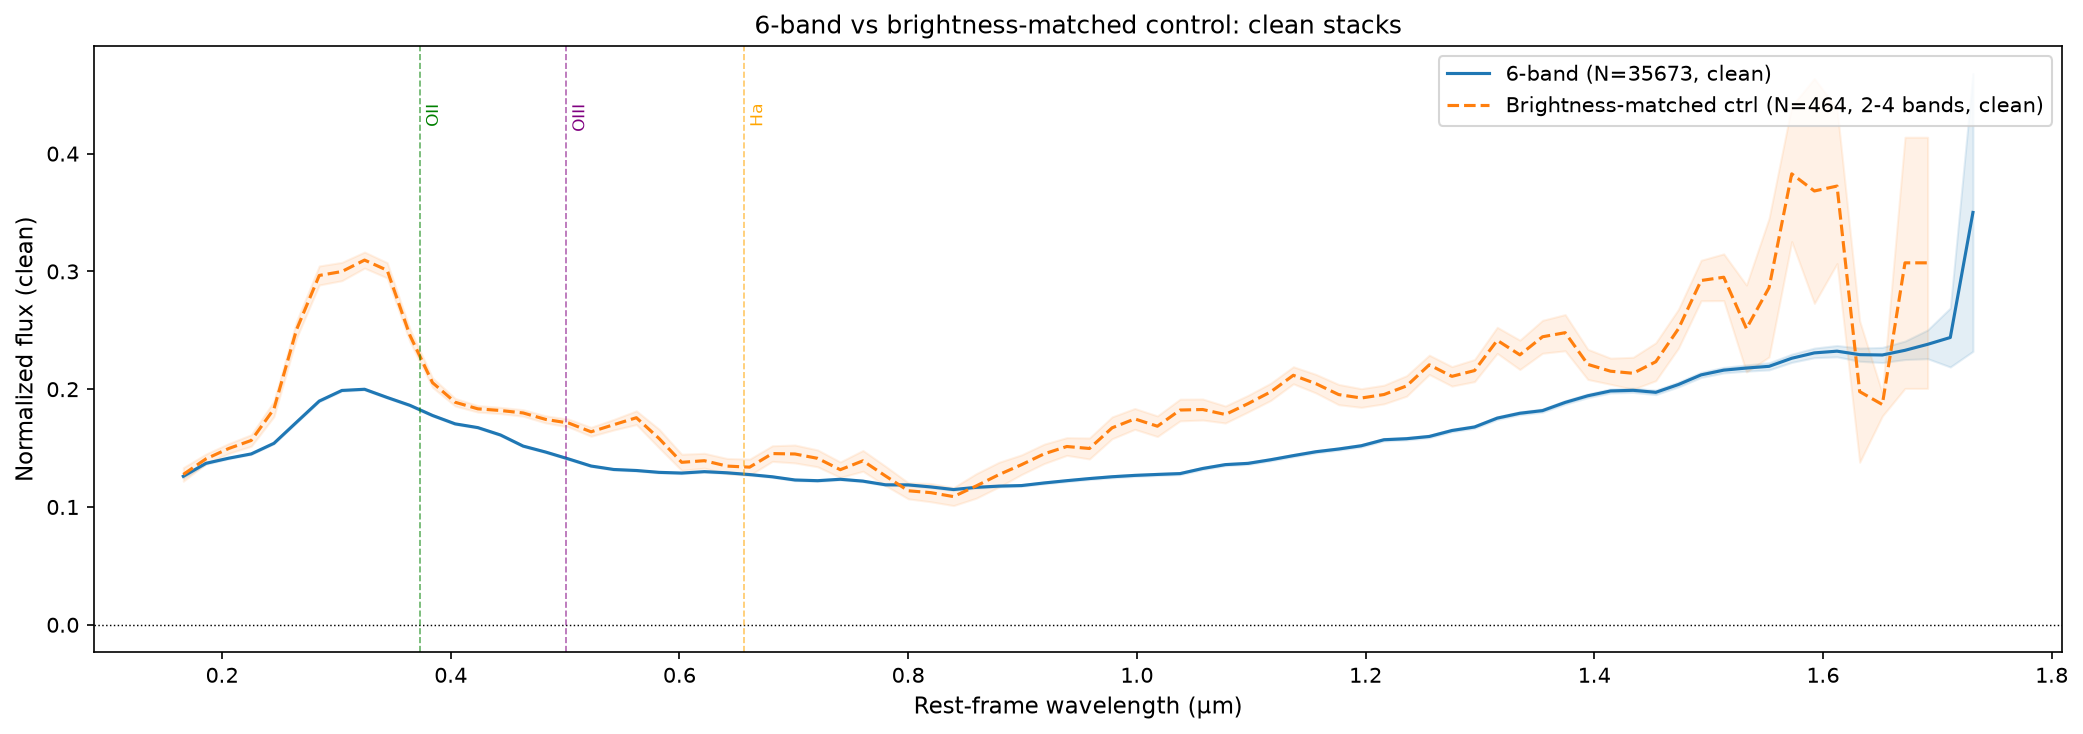 6-band vs brightness-matched control: clean stacks
6-band (N=35673, clean)
Brightness-matched ctrl (N=464, 2-4 bands, clean)
OII
OIII
Ha
Normalized flux (clean)
0.4
0.3
0.2
0.1
0.0
0.2
0.4
0.6
0.8
1.0
1.2
1.4
1.6
1.8
Rest-frame wavelength (μm)